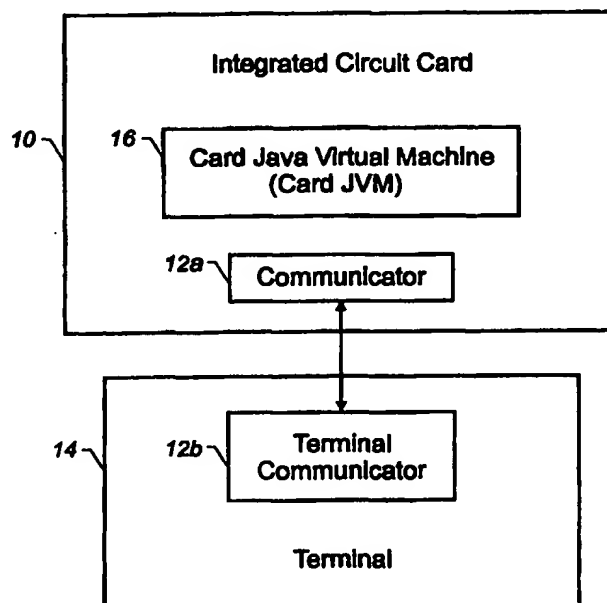 Integrated Circuit Card
10
16
Card Java Virtual Machine
(Card JVM)
12a
Communicator
14
12b
Terminal
Communicator
Terminal